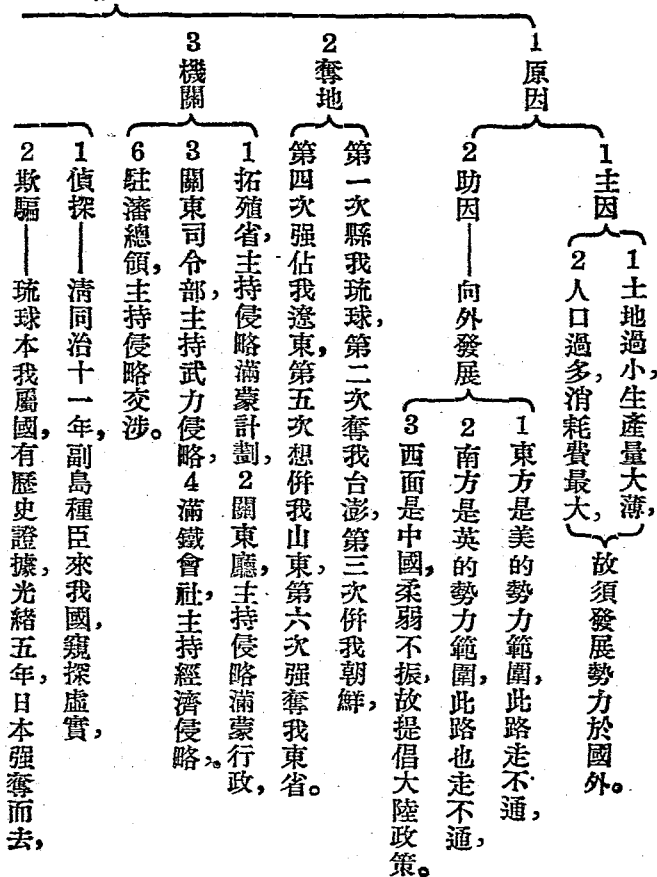 1原因
1主因
1土地過小生產量大薄，
2人口過多消耗費最大，
故須發展勢力於國外。
2助因——向外發展
1東方是美的勢力範圍，此路走不通，
2南方是英的勢力範圍，此路也走不通，
3西面是中國，柔弱不振，故提倡大陸政策。
2奪地
第一次縣我琉球，第二次奪我台澎，第三次併我朝鮮，
第四次强佔我遼東，第五次想併我山東，第六次强奪我東省。
3機關
1拓殖省，主持侵略滿蒙計劃，2關東廳，主持侵略滿蒙行政，
3關東司令部，主持武力侵略，4滿鐵會社，主持經濟侵略，。
6駐瀋總領，主持侵略交涉。
1偵探——清同治十一年，副島種臣來我國，窺探虛實，
2欺騙——琉球本我屬國，有歷史證據，光緒五年，日本强奪而去，